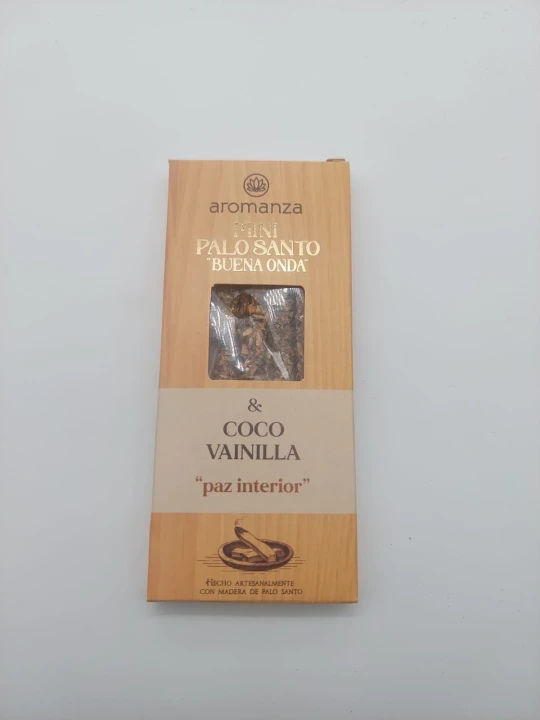 aromanza
MINI
PALO SANTO
"BUENA ONDA"
&
COCO
VAINILLA
“paz interior”
HECHO ARTESANALMENTE
CON MADERA DE PALO SANTO